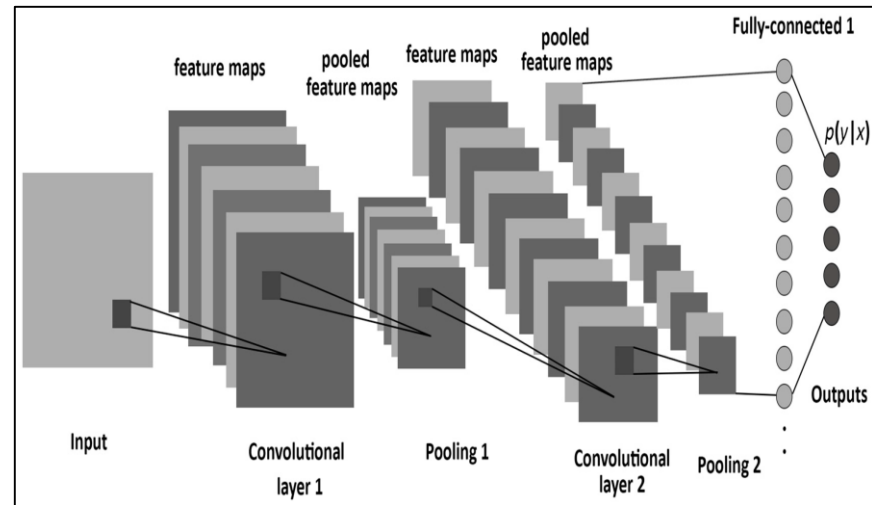 Fully-connected 1
pooled
feature maps
feature maps
pooled
feature maps
feature maps
p(y|x)
Outputs
Input
Convolutional
layer 1
Pooling 1
Convolutional
layer 2
Pooling 2